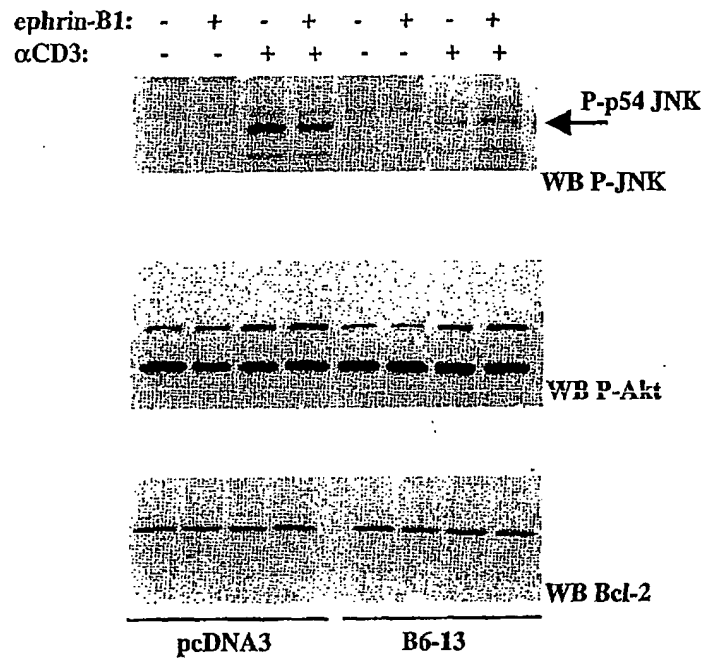 ephrin-B1: - + - + - + - +
αCD3: - - + + - - + +
P-p54 JNK
WB P-JNK
WB P-Akt
WB Bcl-2
pcDNA3 B6-13